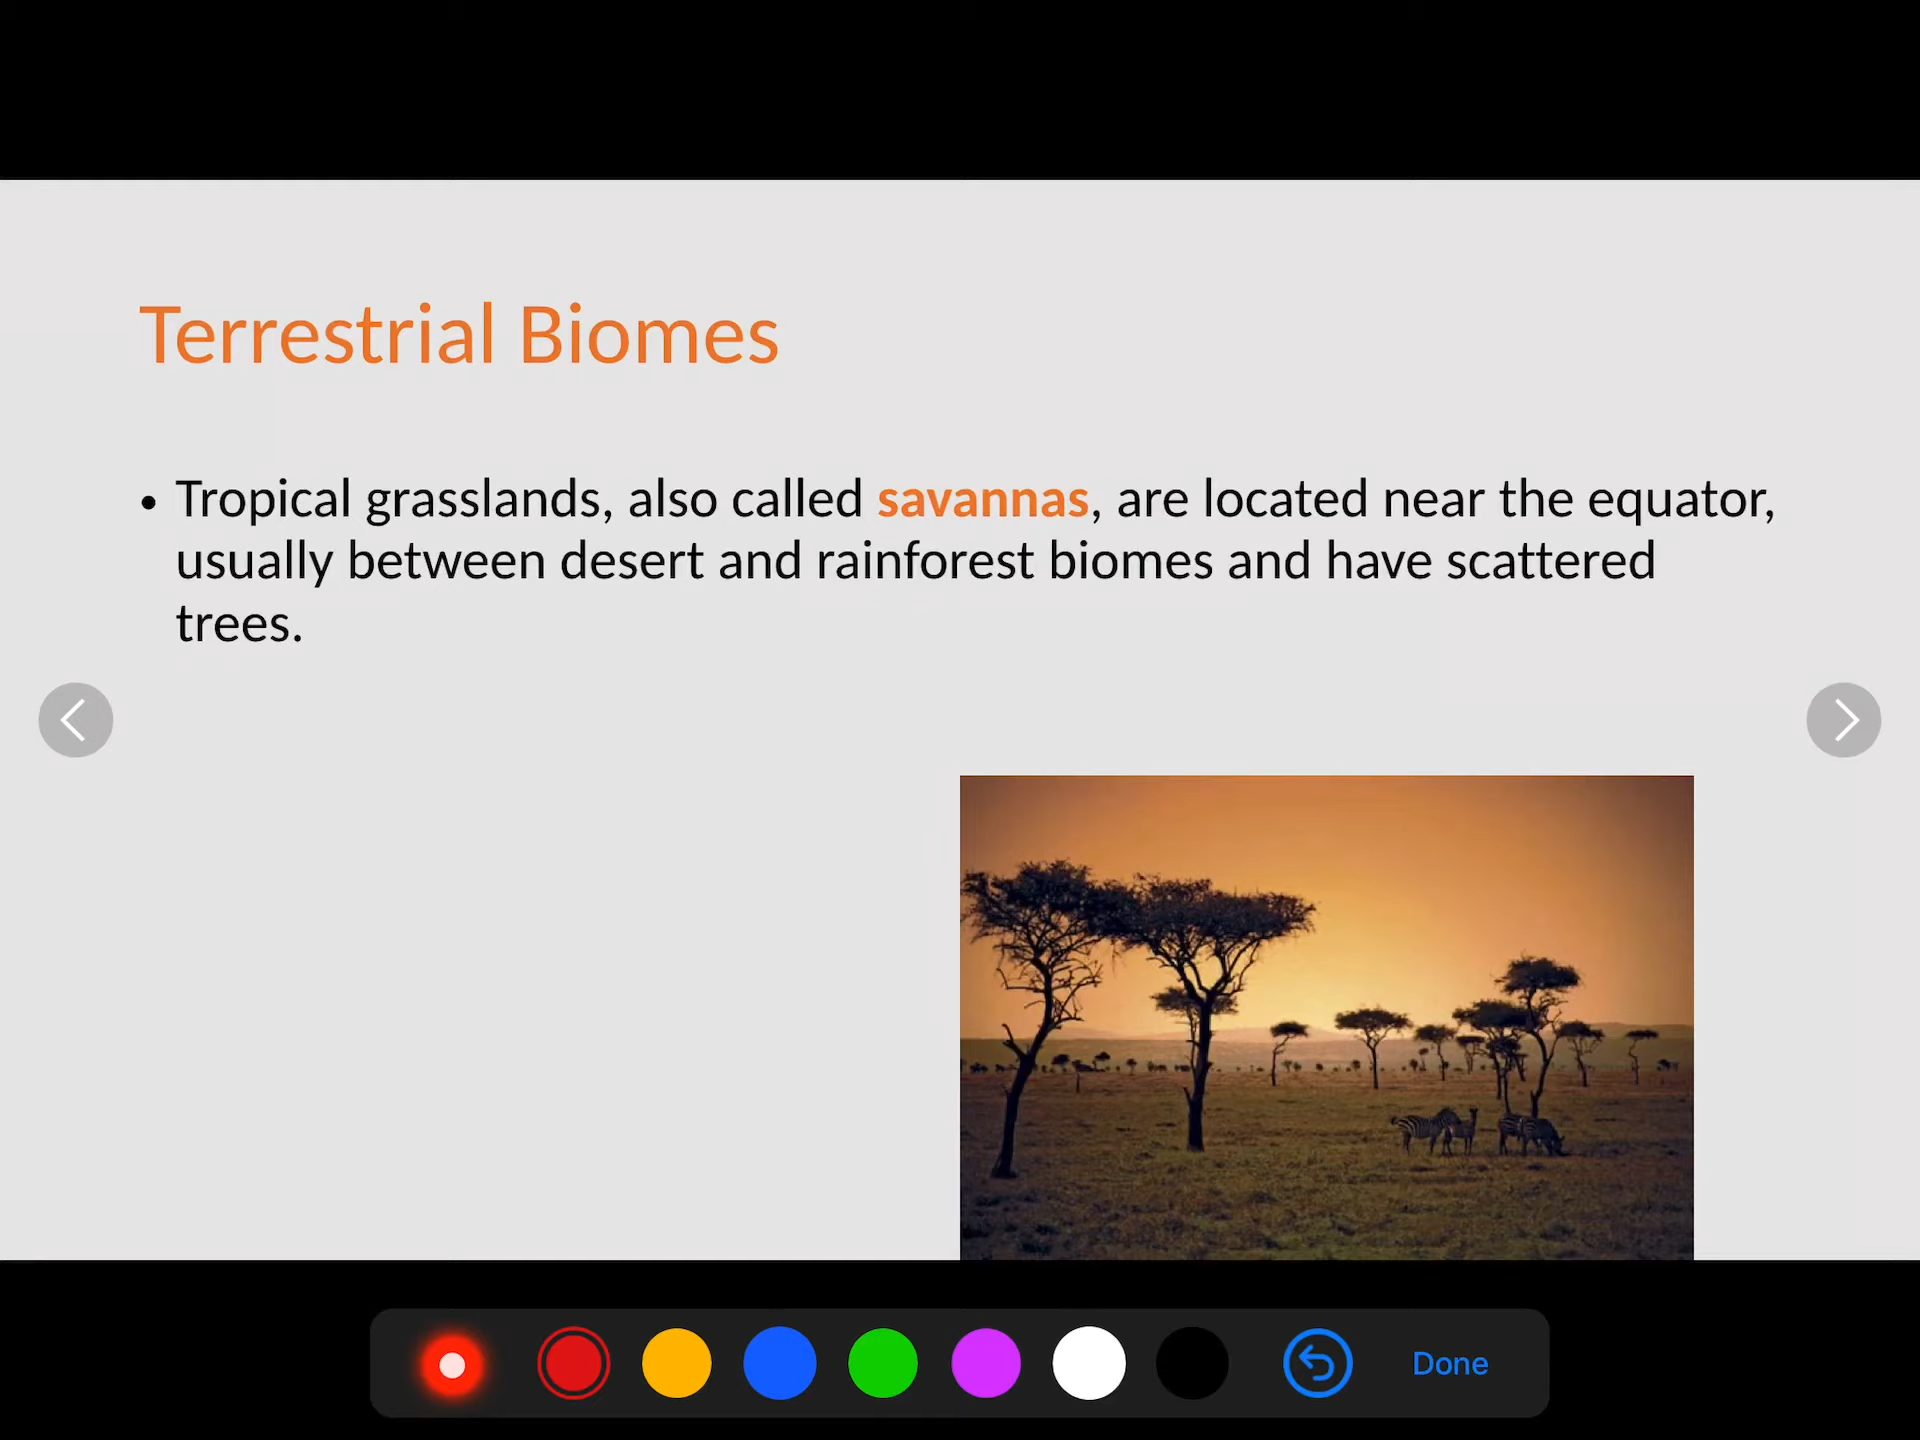 Terrestrial Biomes
• Tropical grasslands, also called savannas, are located near the equator,
usually between desert and rainforest biomes and have scattered
trees.
Done